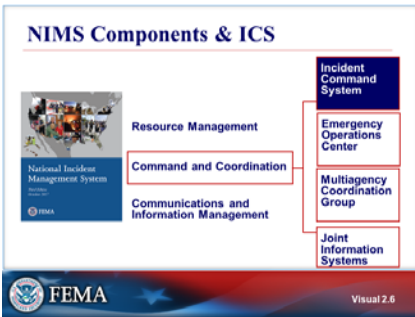 NIMS Components & ICS
National Incident
Management System
FEMA
Resource Management
Command and Coordination
Communications and
Information Management
Incident
Command
System
Emergency
Operations
Center
Multiagency
Coordination
Group
Joint
Information
Systems
FEMA
Visual 2.6